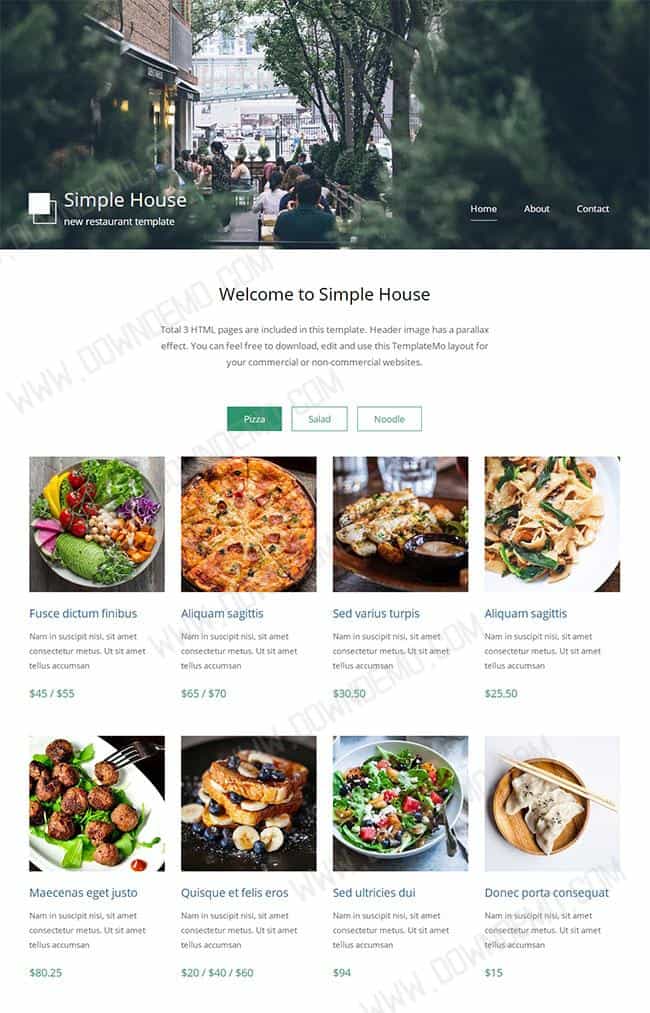 Simple House
new restaurant template
Home About Contact
Welcome to Simple House
Total 3 HTML pages are included in this template. Header image has a parallax
effect. You can feel free to download, edit and use this TemplateMo layout for
your commercial or non-commercial websites.
Pizza Salad Noodle
Fusce dictum finibus
Nam in suscipit nisi, sit amet
consectetur metus. Ut sit amet
tellus accumsan
$45 / $55
Aliquam sagittis
Nam in suscipit nisi, sit amet
consectetur metus. Ut sit amet
tellus accumsan
$65 / $70
Sed varius turpis
Nam in suscipit nisi, sit amet
consectetur metus. Ut sit amet
tellus accumsan
$30.50
Aliquam sagittis
Nam in suscipit nisi, sit amet
consectetur metus. Ut sit amet
tellus accumsan
$25.50
Maecenas eget justo
Nam in suscipit nisi, sit amet
consectetur metus. Ut sit amet
tellus accumsan
$80.25
Quisque et felis eros
Nam in suscipit nisi, sit amet
consectetur metus. Ut sit amet
tellus accumsan
$20 / $40 / $60
Sed ultricies dui
Nam in suscipit nisi, sit amet
consectetur metus. Ut sit amet
tellus accumsan
$94
Donec porta consequat
Nam in suscipit nisi, sit amet
consectetur metus. Ut sit amet
tellus accumsan
$15
WWW.DOWNDEMO.COM
WWW.DOWNDEMO.COM
WWW.DOWNDEMO.COM
WWW.DOWNDEMO.COM
WWW.DOWNDEMO.COM